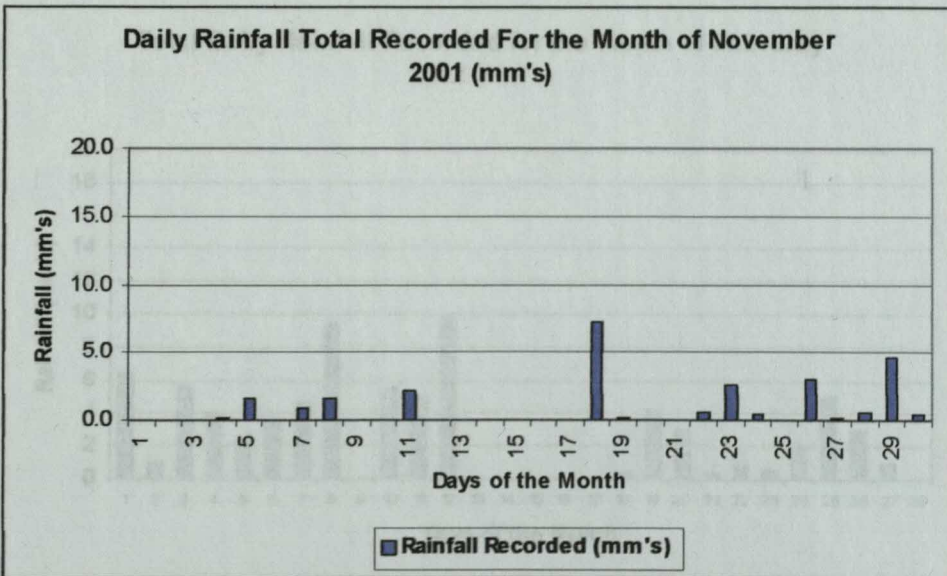 Daily Rainfall Total Recorded For the Month of November
2001 (mm's)
Rainfall (mm's)
20.0
15.0
10.0
5.0
0.0
1 3 5 7 9 11 13 15 17 19 21 23 25 27 29
Days of the Month
Rainfall Recorded (mm's)